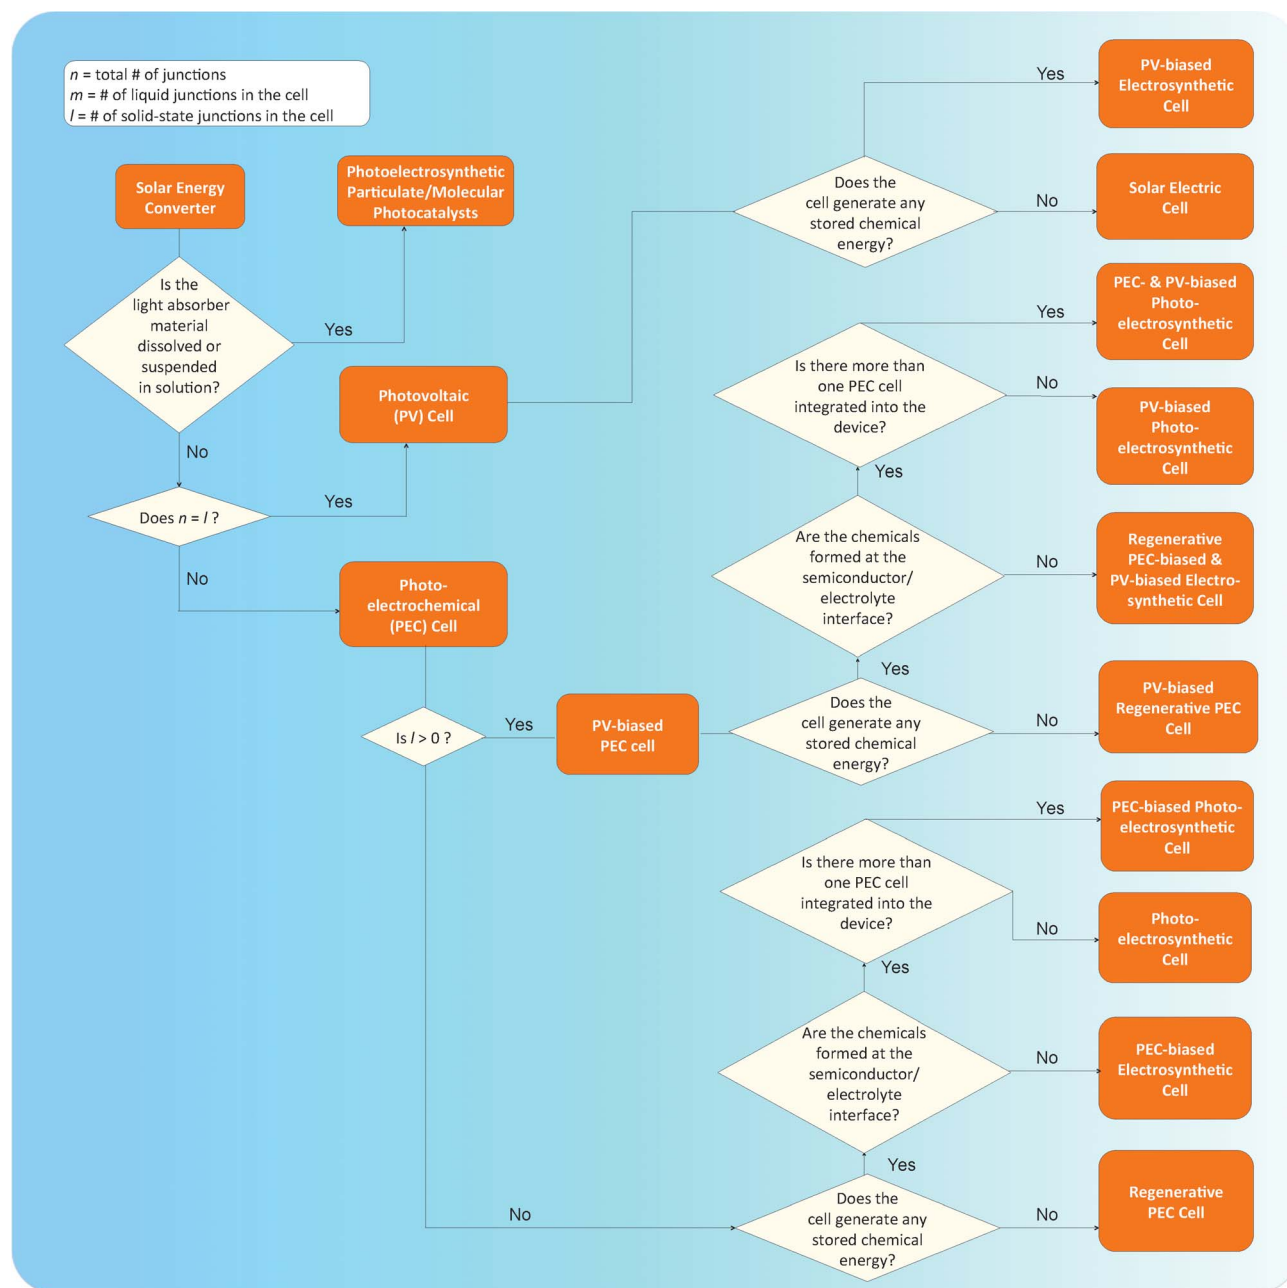 n = total # of junctions
m = # of liquid junctions in the cell
l = # of solid-state junctions in the cell
Solar Energy
Converter
Photoelectrosynthetic
Particulate/Molecular
Photocatalysts
Is the
light absorber
material
dissolved or
suspended
in solution?
Yes
No
Does n = l ?
Yes
No
Photovoltaic
(PV) Cell
Photo-
electrochemical
(PEC) Cell
Is l > 0 ?
Yes
No
PV-biased
PEC cell
Does the
cell generate any
stored chemical
energy?
Yes
PV-biased
Electrosynthetic
Cell
No
Solar Electric
Cell
Is there more than
one PEC cell
integrated into the
device?
Yes
PEC- & PV-biased
Photo-
electrosynthetic
Cell
No
PV-biased
Photo-
electrosynthetic
Cell
Yes
Are the chemicals
formed at the
semiconductor/
electrolyte
interface?
No
Regenerative
PEC-biased &
PV-biased Electro-
synthetic Cell
Yes
Does the
cell generate any
stored chemical
energy?
No
PV-biased
Regenerative PEC
Cell
Is there more than
one PEC cell
integrated into the
device?
Yes
PEC-biased Photo-
electrosynthetic
Cell
No
Photo-
electrosynthetic
Cell
Yes
Are the chemicals
formed at the
semiconductor/
electrolyte
interface?
No
PEC-biased
Electrosynthetic
Cell
Yes
Does the
cell generate any
stored chemical
energy?
No
Regenerative
PEC Cell